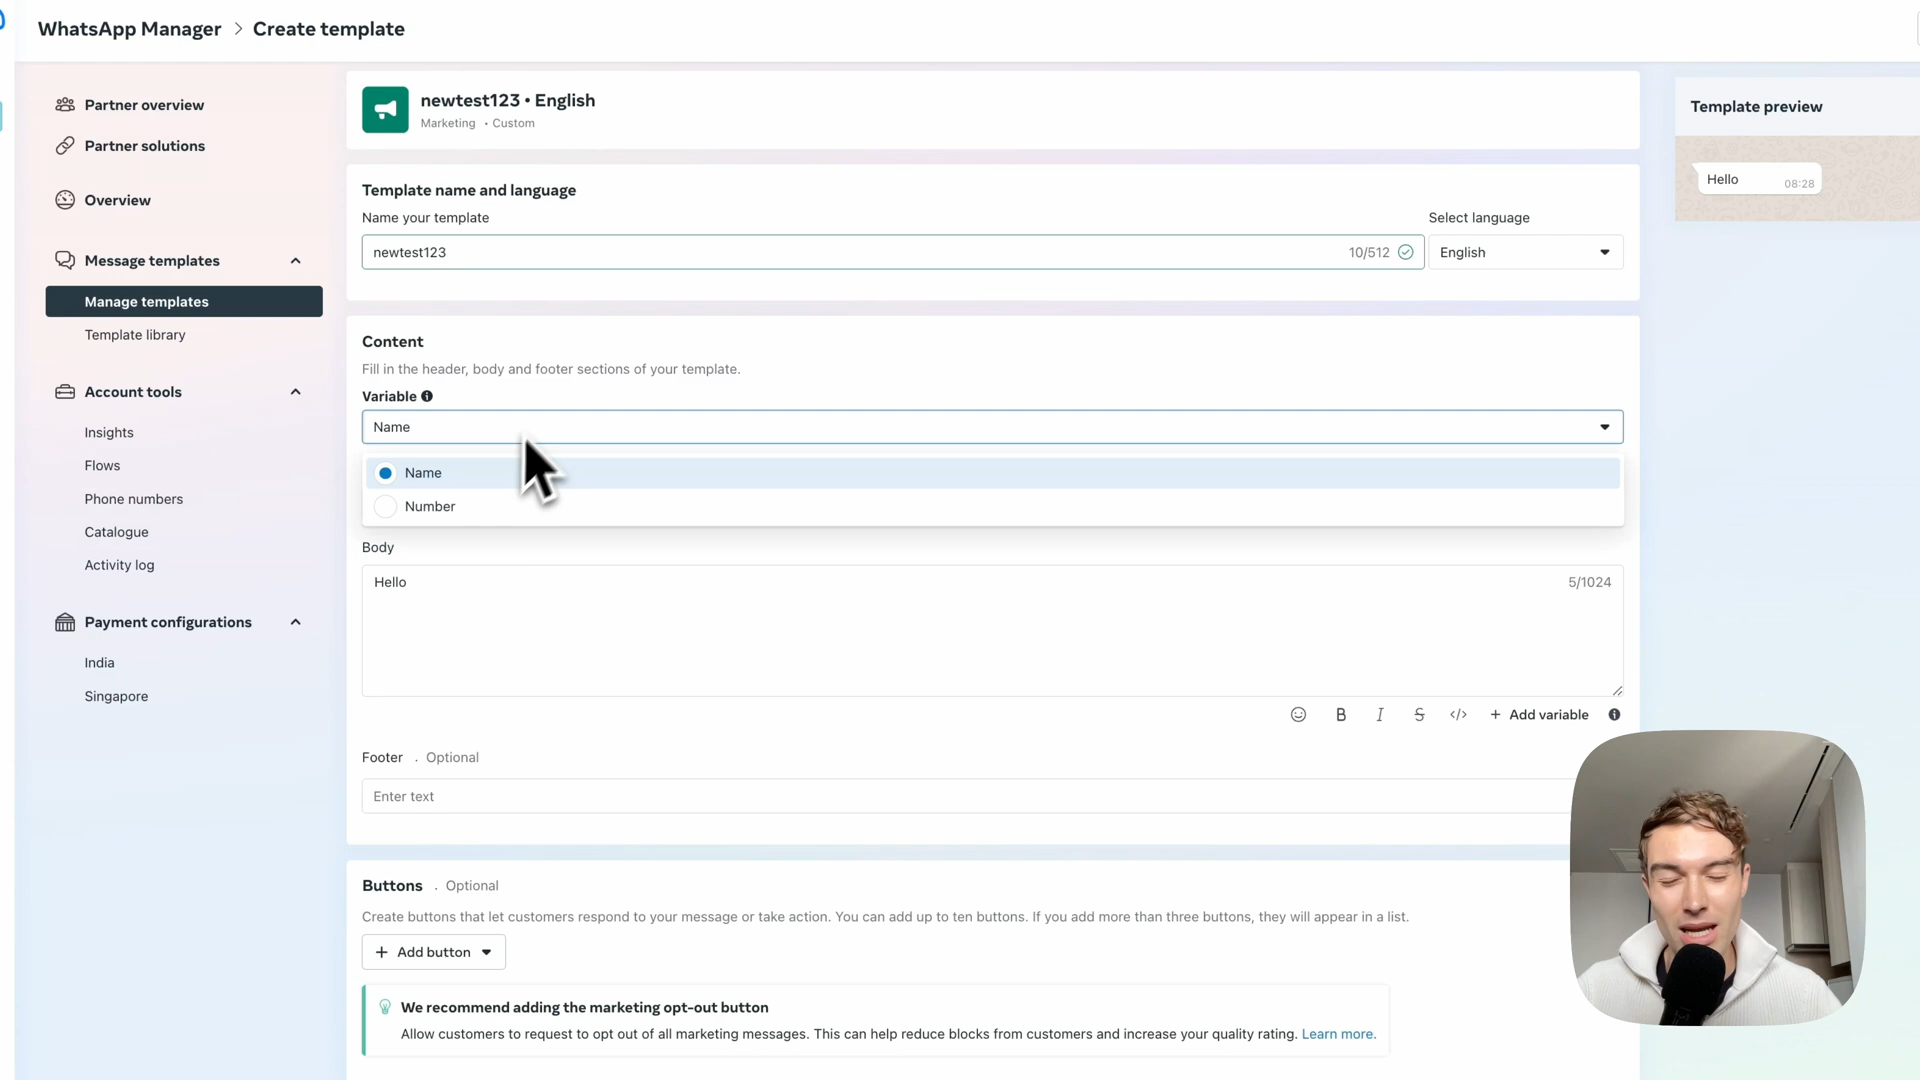 WhatsApp Manager > Create template
Partner overview
Partner solutions
Overview
Message templates
Manage templates
Template library
Account tools
Insights
Flows
Phone numbers
Catalogue
Activity log
Payment configurations
India
Singapore
newtest123 • English
Marketing • Custom
Template name and language
Name your template
newtest123
10/512
Select language
English
Content
Fill in the header, body and footer sections of your template.
Variable
Name
Name
Number
Body
Hello
5/1024
B I S </> + Add variable
Footer . Optional
Enter text
Buttons . Optional
Create buttons that let customers respond to your message or take action. You can add up to ten buttons. If you add more than three buttons, they will appear in a list.
+ Add button
We recommend adding the marketing opt-out button
Allow customers to request to opt out of all marketing messages. This can help reduce blocks from customers and increase your quality rating. Learn more.
Template preview
Hello
08:28